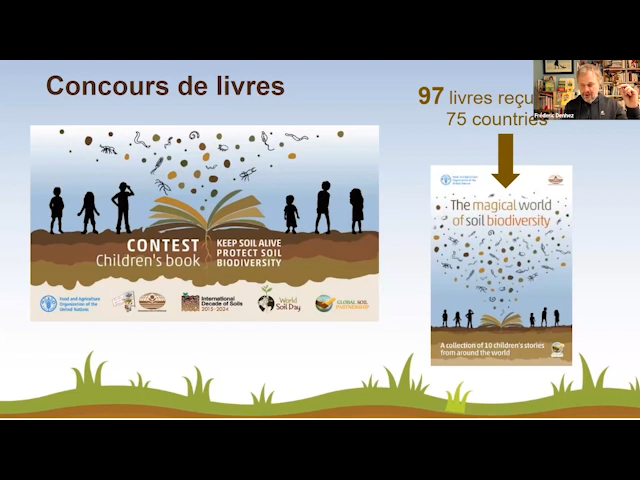 Concours de livres
97 livres reçu
75 countries
Frédéric Denhez
CONTEST
Children's book
KEEP SOIL ALIVE
PROTECT SOIL
BIODIVERSITY
Food and Agriculture
Organization of the
United Nations
International
Decade of Soils
2015-2024
World
Soil Day
GLOBAL SOIL
PARTNERSHIP
The magical world
of soil biodiversity
A collection of 10 children's stories
from around the world